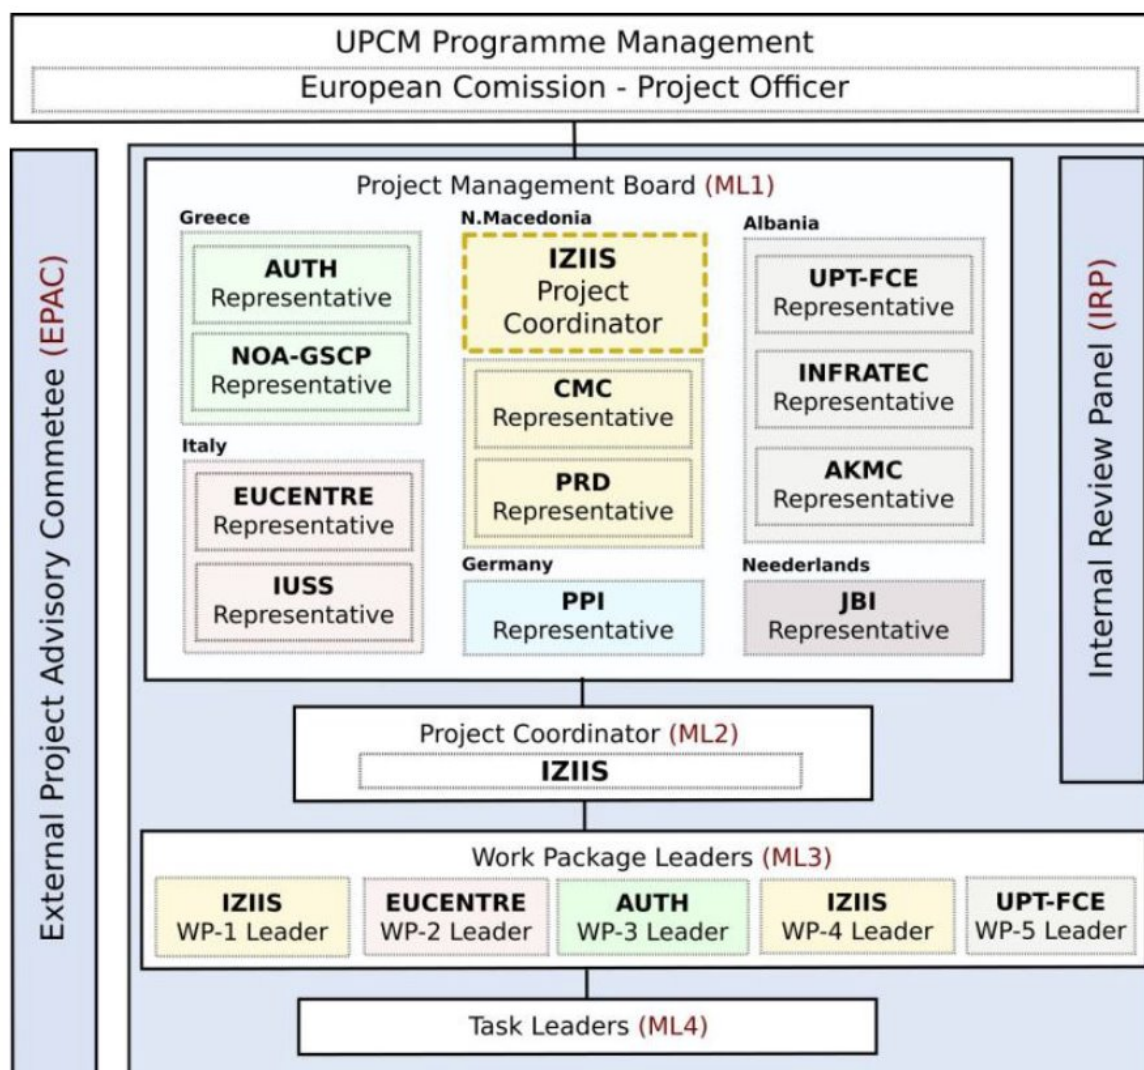 UPCM Programme Management
European Comission - Project Officer
External Project Advisory Committee (EPAC)
Project Management Board (ML1)
Greece
AUTH
Representative
NOA-GSCP
Representative
Italy
EUCENTRE
Representative
IUSS
Representative
N.Macedonia
IZIIS
Project
Coordinator
CMC
Representative
PRD
Representative
Germany
PPI
Representative
Albania
UPT-FCE
Representative
INFRATEC
Representative
AKMC
Representative
Neederlands
JBI
Representative
Internal Review Panel (IRP)
Project Coordinator (ML2)
IZIIS
Work Package Leaders (ML3)
IZIIS
WP-1 Leader
EUCENTRE
WP-2 Leader
AUTH
WP-3 Leader
IZIIS
WP-4 Leader
UPT-FCE
WP-5 Leader
Task Leaders (ML4)